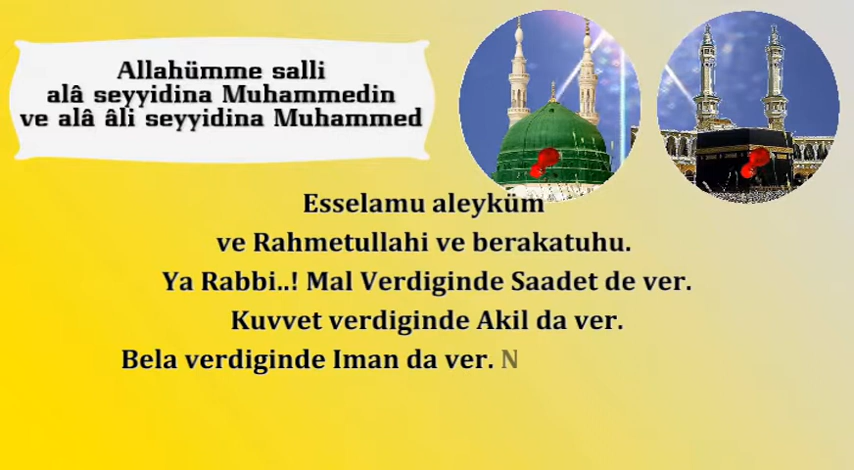 Allahümme salli
alâ seyyidina Muhammedin
ve alâ âli seyyidina Muhammed
Esselamu aleyküm
ve Rahmetullahi ve berakatuhu.
Ya Rabbi..! Mal Verdiginde Saadet de ver.
Kuvvet verdiginde Akil da ver.
Bela verdiginde Iman da ver. N